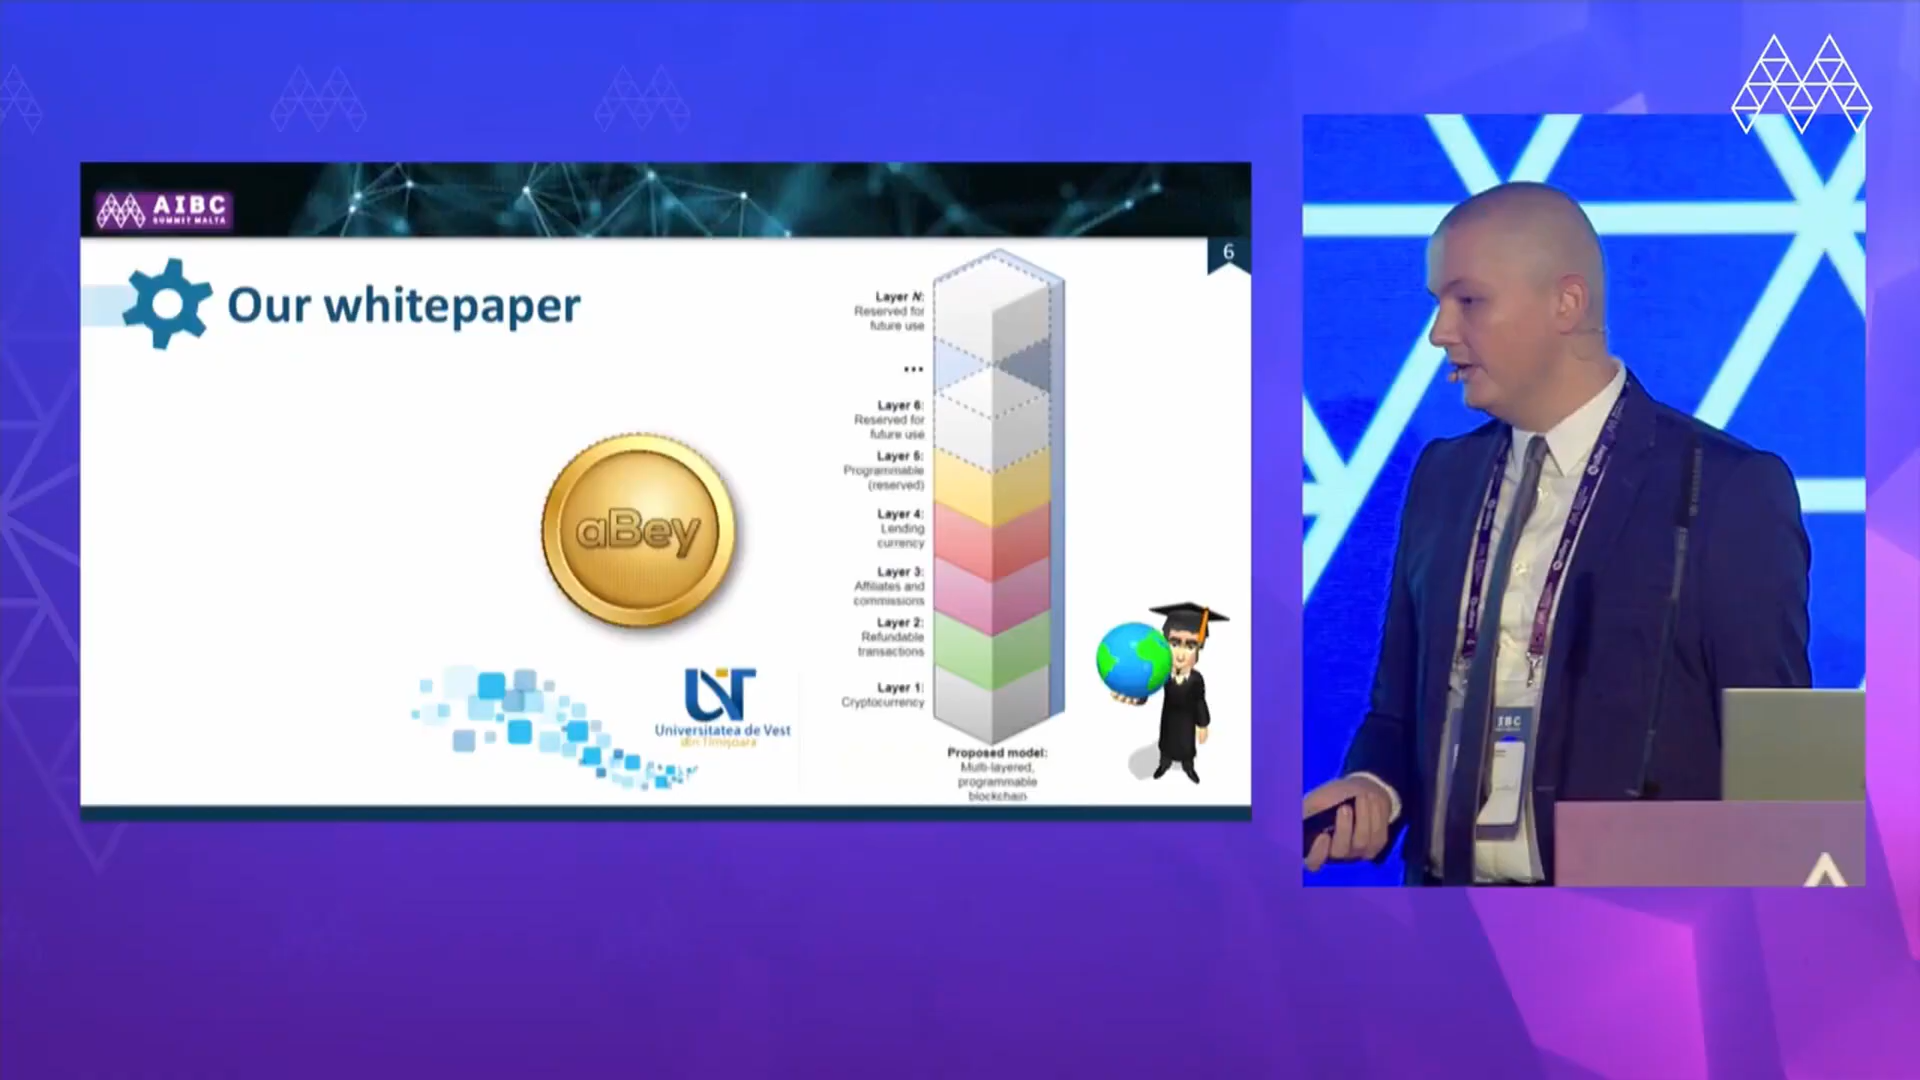 AIBC
SUMMIT MALTA
6
Our whitepaper
aBey
Universitatea de Vest
din Timișoara
Layer N:
Reserved for
future use
...
Layer 6:
Reserved for
future use
Layer 5:
Programmable
(reserved)
Layer 4:
Lending
currency
Layer 3:
Affiliates and
commissions
Layer 2:
Refundable
transactions
Layer 1:
Cryptocurrency
Proposed model:
Multi-layered,
programmable
blockchain